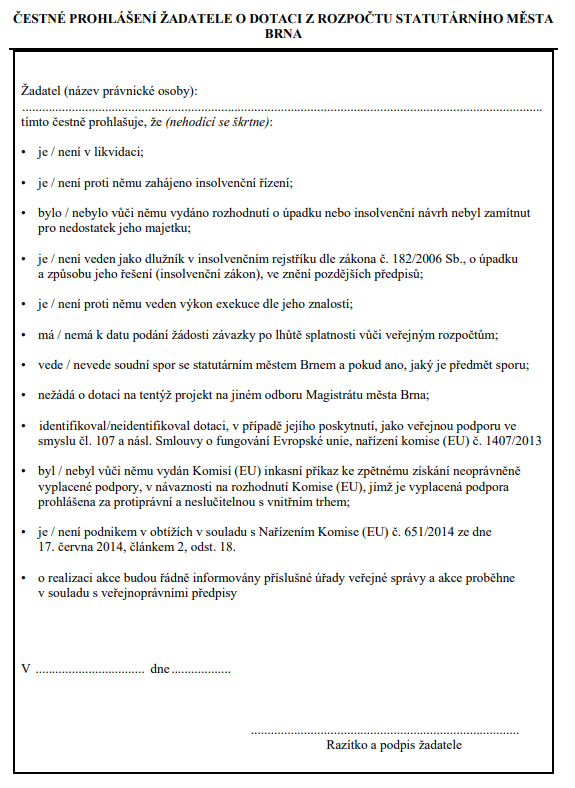 ČESTNÉ PROHLÁŠENÍ ŽADATELE O DOTACI Z ROZPOČTU STATUTÁRNÍHO MĚSTA
BRNA
Žadatel (název právnické osoby):
................................................................................................................................................................
tímto čestně prohlašuje, že (nehodící se škrtne):
• je / není v likvidaci;
• je / není proti němu zahájeno insolvenční řízení;
• bylo / nebylo vůči němu vydáno rozhodnutí o úpadku nebo insolvenční návrh nebyl zamítnut
pro nedostatek jeho majetku;
• je / není veden jako dlužník v insolvenčním rejstříku dle zákona č. 182/2006 Sb., o úpadku
a způsobu jeho řešení (insolvenční zákon), ve znění pozdějších předpisů;
• je / není proti němu veden výkon exekuce dle jeho znalostí;
• má / nemá k datu podání žádosti závazky po lhůtě splatnosti vůči veřejným rozpočtům;
• vede / nevede soudní spor se statutárním městem Brnem a pokud ano, jaký je předmět sporu;
• nežádá o dotaci na tentýž projekt na jiném odboru Magistrátu města Brna;
• identifikoval/neidentifikoval dotaci, v případě jejího poskytnutí, jako veřejnou podporu ve
smyslu čl. 107 a násl. Smlouvy o fungování Evropské unie, nařízení komise (EU) č. 1407/2013
• byl / nebyl vůči němu vydán Komisí (EU) inkasní příkaz ke zpětnému získání neoprávněně
vyplacené podpory, v návaznosti na rozhodnutí Komise (EU), jímž je vyplacená podpora
prohlášena za protiprávní a neslučitelnou s vnitřním trhem;
• je / není podnikem v obtížích v souladu s Nařízením Komise (EU) č. 651/2014 ze dne
17. června 2014, článkem 2, odst. 18.
• o realizaci akce budou řádně informovány příslušné úřady veřejné správy a akce proběhne
v souladu s veřejnoprávními předpisy
V ................................. dne..................
.................................................................................
Razítko a podpis žadatele